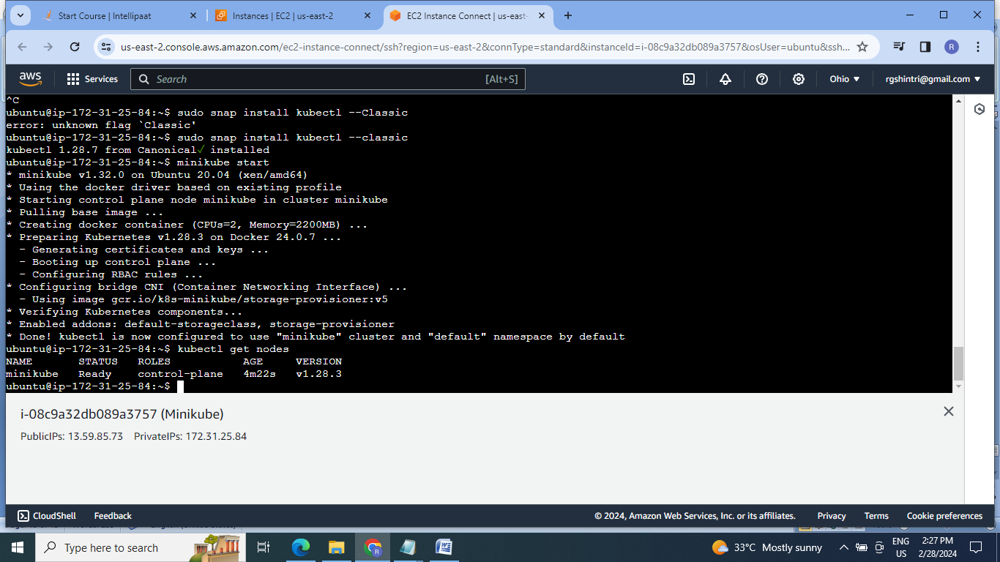 Start Course | Intellipaat
Instances | EC2 | us-east-2
EC2 Instance Connect | us-east-
us-east-2.console.aws.amazon.com/ec2-instance-connect/ssh?region=us-east-2&connType=standard&instanceId=i-08c9a32db089a3757&osUser=ubuntu&ssh...
R
aws
Services
Search
[Alt+S]
Ohio
rgshintri@gmail.com
^C
ubuntu@ip-172-31-25-84:~$ sudo snap install kubectl --Classic
error: unknown flag `Classic'
ubuntu@ip-172-31-25-84:~$ sudo snap install kubectl --classic
kubectl 1.28.7 from Canonical✓ installed
ubuntu@ip-172-31-25-84:~$ minikube start
* minikube v1.32.0 on Ubuntu 20.04 (xen/amd64)
* Using the docker driver based on existing profile
* Starting control plane node minikube in cluster minikube
* Pulling base image ...
* Creating docker container (CPUs=2, Memory=2200MB) ...
* Preparing Kubernetes v1.28.3 on Docker 24.0.7 ...
  - Generating certificates and keys ...
  - Booting up control plane ...
  - Configuring RBAC rules ...
* Configuring bridge CNI (Container Networking Interface) ...
  - Using image gcr.io/k8s-minikube/storage-provisioner:v5
* Verifying Kubernetes components...
* Enabled addons: default-storageclass, storage-provisioner
* Done! kubectl is now configured to use "minikube" cluster and "default" namespace by default
ubuntu@ip-172-31-25-84:~$ kubectl get nodes
NAME       STATUS   ROLES           AGE     VERSION
minikube   Ready    control-plane   4m22s   v1.28.3
ubuntu@ip-172-31-25-84:~$
i-08c9a32db089a3757 (Minikube)
PublicIPs: 13.59.85.73    PrivateIPs: 172.31.25.84
CloudShell
Feedback
© 2024, Amazon Web Services, Inc. or its affiliates.
Privacy
Terms
Cookie preferences
Type here to search
33°C  Mostly sunny
ENG
US
2:27 PM
2/28/2024